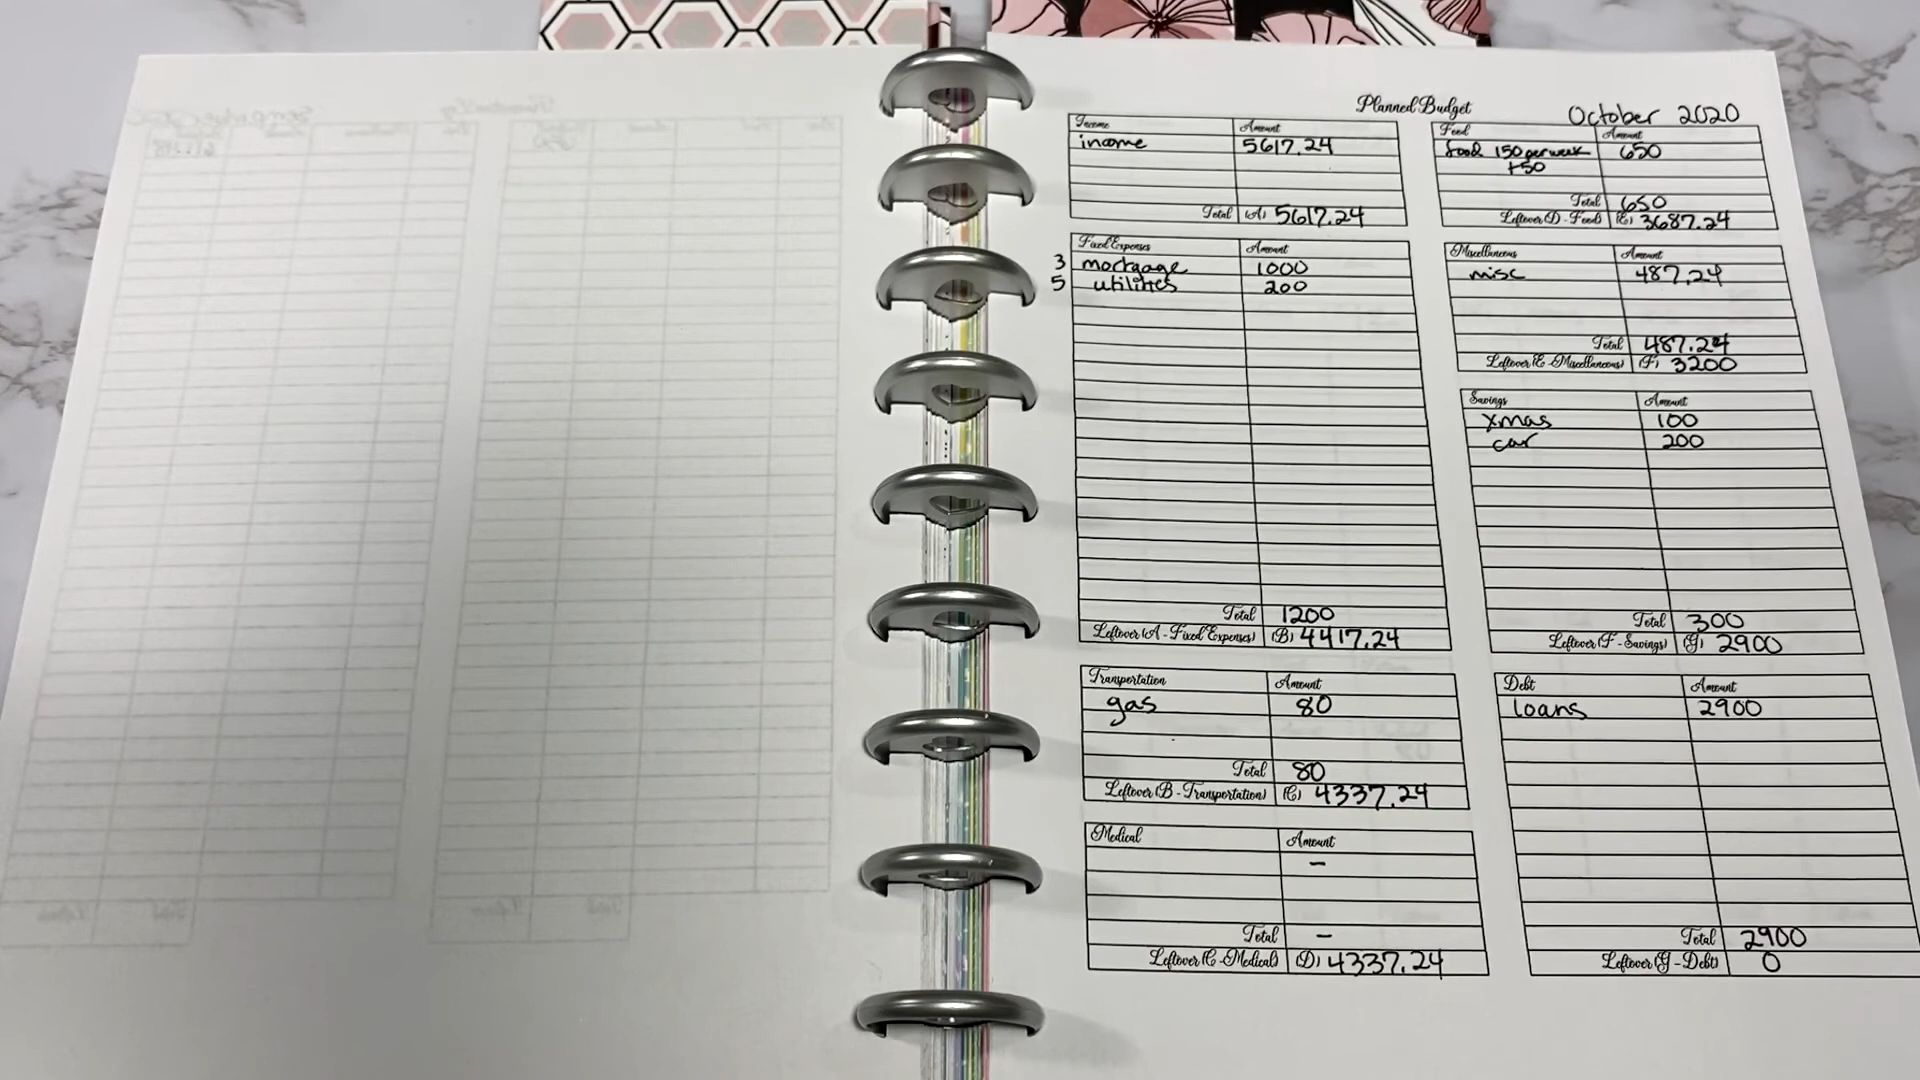 Planned Budget
October 2020
Income Amount
income 5617.24
Total (A) 5617.24
Fixed Expenses Amount
3 mortgage 1000
5 utilities 200
Total 1200
Leftover (A - Fixed Expenses) (B) 4417.24
Transportation Amount
gas 80
Total 80
Leftover (B - Transportation) (C) 4337.24
Medical Amount
-
Total -
Leftover (C - Medical) (D) 4337.24
Food Amount
food 150 per week 650
+50
Total 650
Leftover (D - Food) (E) 3687.24
Miscellaneous Amount
misc 487.24
Total 487.24
Leftover (E - Miscellaneous) (F) 3200
Savings Amount
xmas 100
car 200
Total 300
Leftover (F - Savings) (G) 2900
Debt Amount
loans 2900
Total 2900
Leftover (G - Debt) 0